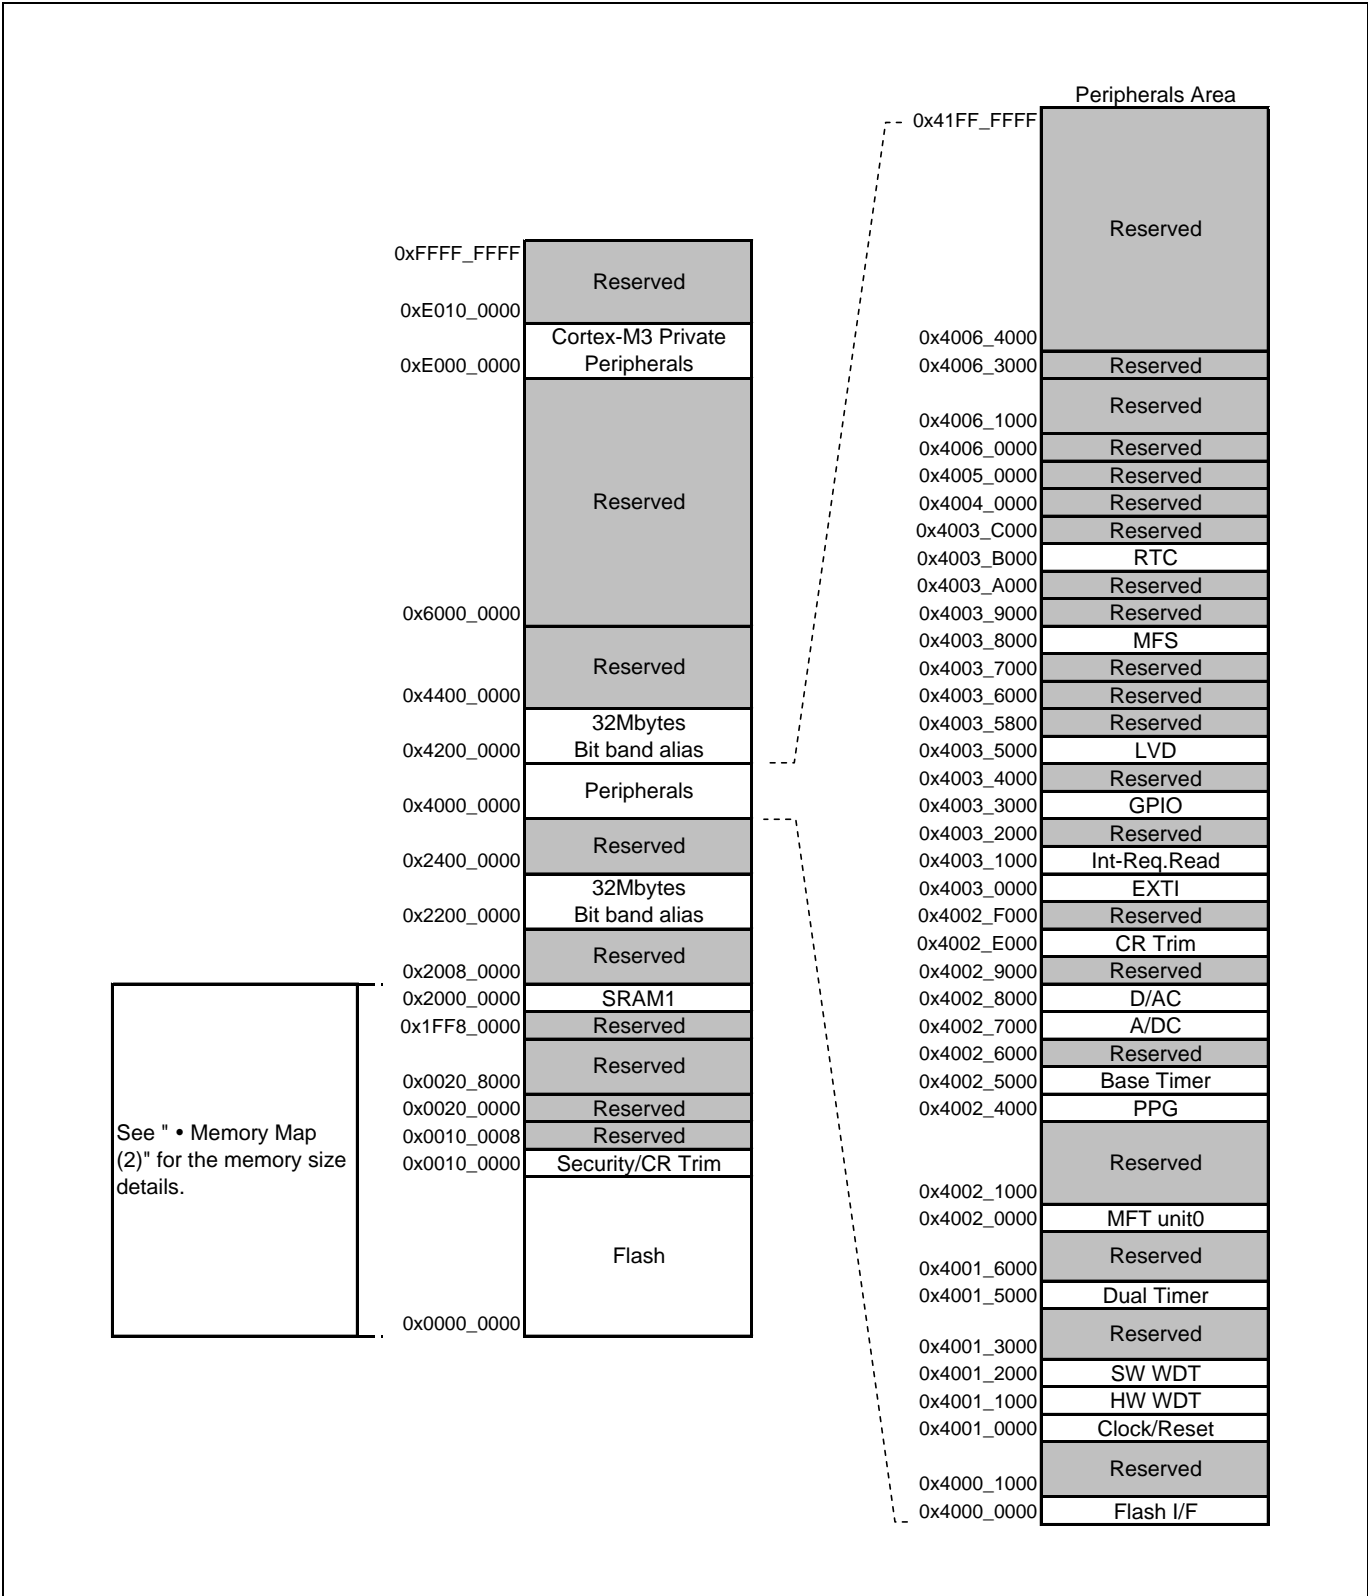 Peripherals Area
0x41FF_FFFF
Reserved
0x4006_4000
0x4006_3000 Reserved
Reserved
0x4006_1000
0x4006_0000 Reserved
0x4005_0000 Reserved
0x4004_0000 Reserved
0x4003_C000 Reserved
0x4003_B000 RTC
0x4003_A000 Reserved
0x4003_9000 Reserved
0x4003_8000 MFS
0x4003_7000 Reserved
0x4003_6000 Reserved
0x4003_5800 Reserved
0x4003_5000 LVD
0x4003_4000 Reserved
0x4003_3000 GPIO
0x4003_2000 Reserved
0x4003_1000 Int-Req.Read
0x4003_0000 EXTI
0x4002_F000 Reserved
0x4002_E000 CR Trim
0x4002_9000 Reserved
0x4002_8000 D/AC
0x4002_7000 A/DC
0x4002_6000 Reserved
0x4002_5000 Base Timer
0x4002_4000 PPG
Reserved
0x4002_1000
0x4002_0000 MFT unit0
Reserved
0x4001_6000
0x4001_5000 Dual Timer
Reserved
0x4001_3000
0x4001_2000 SW WDT
0x4001_1000 HW WDT
0x4001_0000 Clock/Reset
Reserved
0x4000_1000
0x4000_0000 Flash I/F
0xFFFF_FFFF
Reserved
0xE010_0000
Cortex-M3 Private
0xE000_0000 Peripherals
Reserved
0x6000_0000
Reserved
0x4400_0000
32Mbytes
0x4200_0000 Bit band alias
Peripherals
0x4000_0000
Reserved
0x2400_0000
32Mbytes
0x2200_0000 Bit band alias
Reserved
0x2008_0000
0x2000_0000 SRAM1
0x1FF8_0000 Reserved
Reserved
0x0020_8000
0x0020_0000 Reserved
0x0010_0008 Reserved
0x0010_0000 Security/CR Trim
Flash
0x0000_0000
See " • Memory Map
(2)" for the memory size
details.